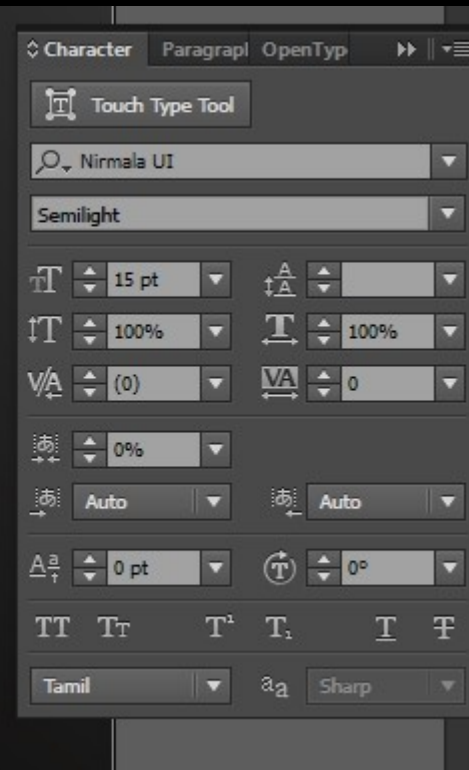 Character Paragrapl OpenTyp
Touch Type Tool
Nirmala UI
Semilight
15 pt
100% 100%
(0) 0
0%
Auto Auto
0 pt 0°
Tamil Sharp